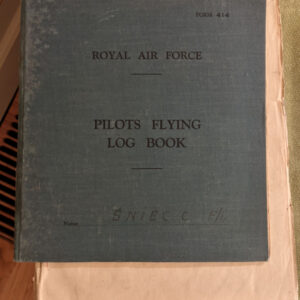 FORM 414
ROYAL AIR FORCE
PILOTS FLYING
LOG BOOK
Name